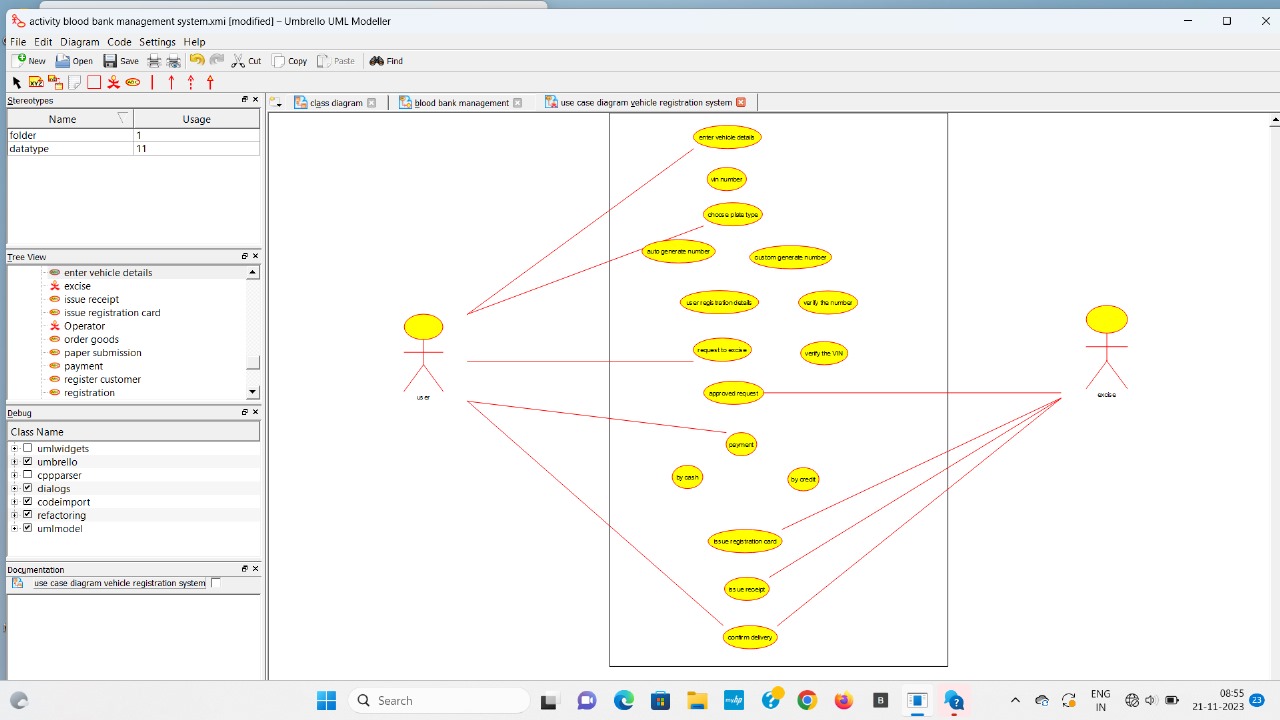 activity blood bank management system.xmi [modified] – Umbrello UML Modeller
File Edit Diagram Code Settings Help
New Open Save Cut Copy Paste Find
Stereotypes
Name Usage
folder 1
datatype 11
Tree View
enter vehicle details
excise
issue receipt
issue registration card
Operator
order goods
paper submission
payment
register customer
registration
Debug
Class Name
umlwidgets
umbrello
cppparser
dialogs
codeimport
refactoring
umlmodel
Documentation
use case diagram vehicle registration system
class diagram
blood bank management
use case diagram vehicle registration system
enter vehicle details
vin number
choose plate type
auto generate number
custom generate number
user registration details
verify the number
request to excise
verify the VIN
approved request
user
excise
payment
by cash
by credit
issue registration card
issue receipt
confirm delivery
Search
myhp
B
ENG
IN
08:55
21-11-2023
23